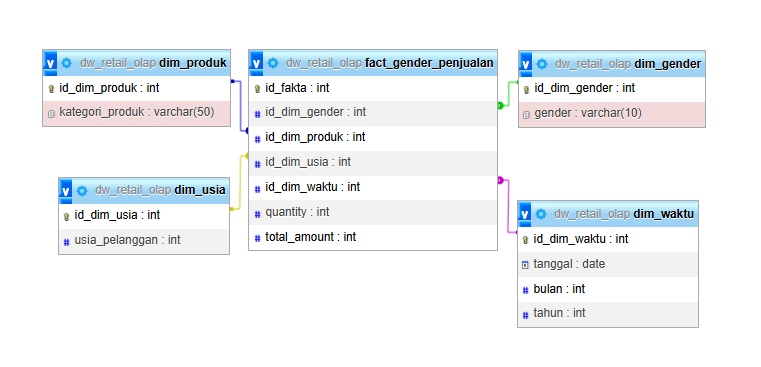 dw_retail_olap dim_produk
id_dim_produk : int
kategori_produk : varchar(50)
dw_retail_olap fact_gender_penjualan
id_fakta : int
id_dim_gender : int
id_dim_produk : int
id_dim_usia : int
id_dim_waktu : int
quantity : int
total_amount : int
dw_retail_olap dim_gender
id_dim_gender : int
gender : varchar(10)
dw_retail_olap dim_usia
id_dim_usia : int
usia_pelanggan : int
dw_retail_olap dim_waktu
id_dim_waktu : int
tanggal : date
bulan : int
tahun : int